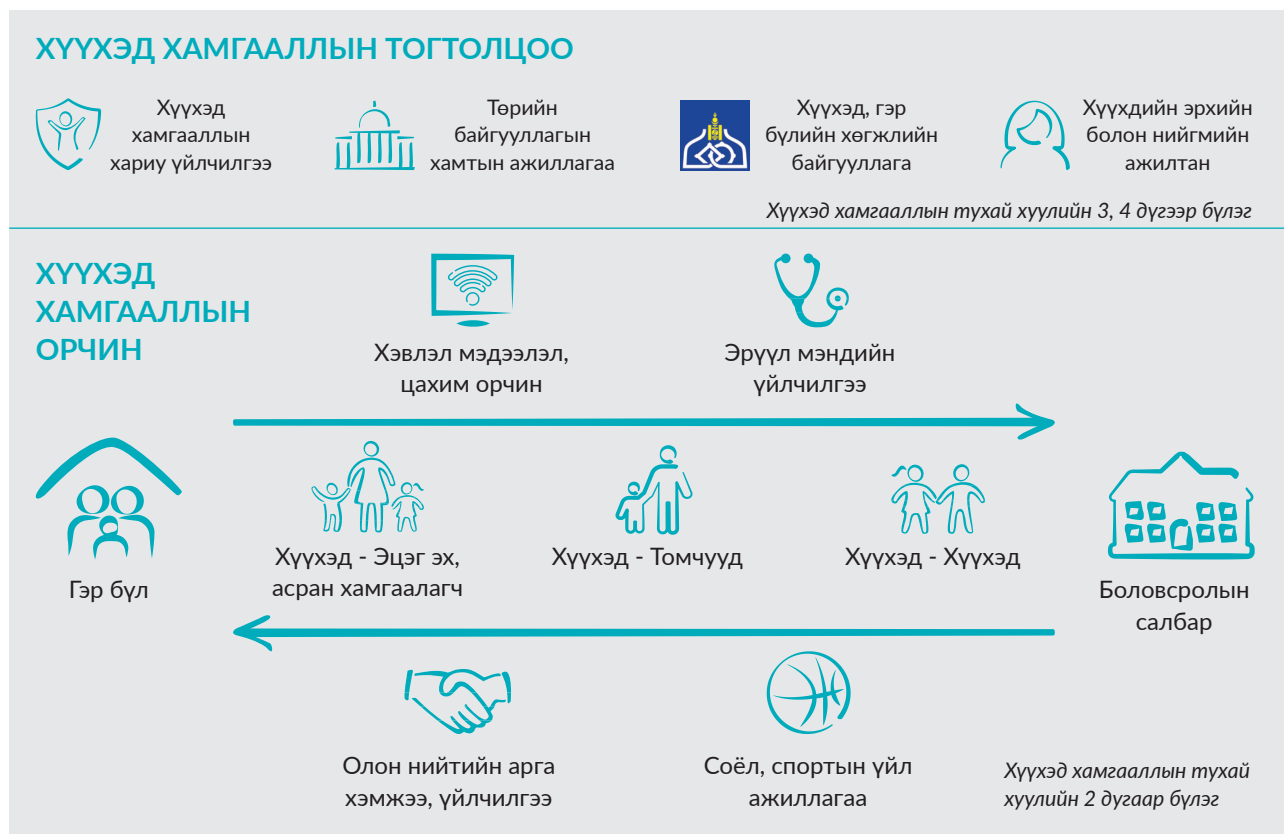 ХҮҮХЭД ХАМГААЛЛЫН ТОГТОЛЦОО
Хүүхэд
хамгааллын
хариу үйлчилгээ
Төрийн
байгууллагын
хамтын ажиллагаа
Хүүхэд, гэр
бүлийн хөгжлийн
байгууллага
Хүүхдийн эрхийн
болон нийгмийн
ажилтан
Хүүхэд хамгааллын тухай хуулийн 3, 4 дүгээр бүлэг
ХҮҮХЭД
ХАМГААЛЛЫН
ОРЧИН
Хэвлэл мэдээлэл,
цахим орчин
Эрүүл мэндийн
үйлчилгээ
Гэр бүл
Хүүхэд - Эцэг эх,
асран хамгаалагч
Хүүхэд - Томчууд
Хүүхэд - Хүүхэд
Боловсролын
салбар
Олон нийтийн арга
хэмжээ, үйлчилгээ
Соёл, спортын үйл
ажиллагаа
Хүүхэд хамгааллын тухай
хуулийн 2 дугаар бүлэг